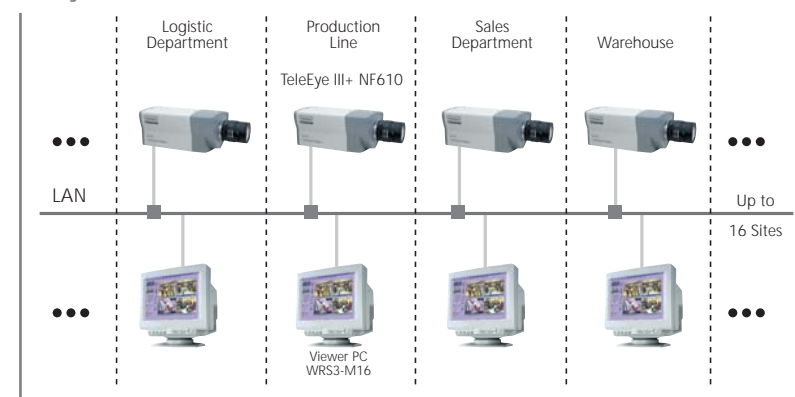 Logistic
Department
Production
Line
Sales
Department
Warehouse
TeleEye III+ NF610
LAN
Up to
16 Sites
Viewer PC
WRS3-M16